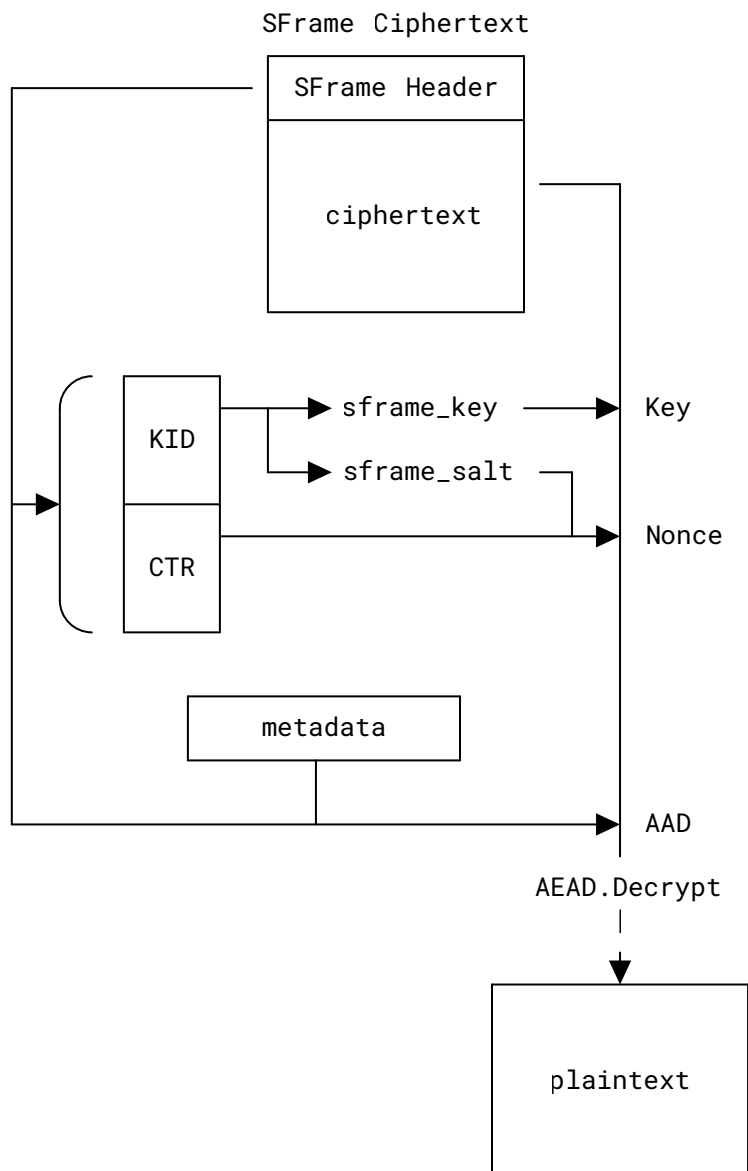 SFrame Ciphertext
SFrame Header
ciphertext
KID
sframe_key
Key
sframe_salt
CTR
Nonce
metadata
AAD
AEAD.Decrypt
plaintext